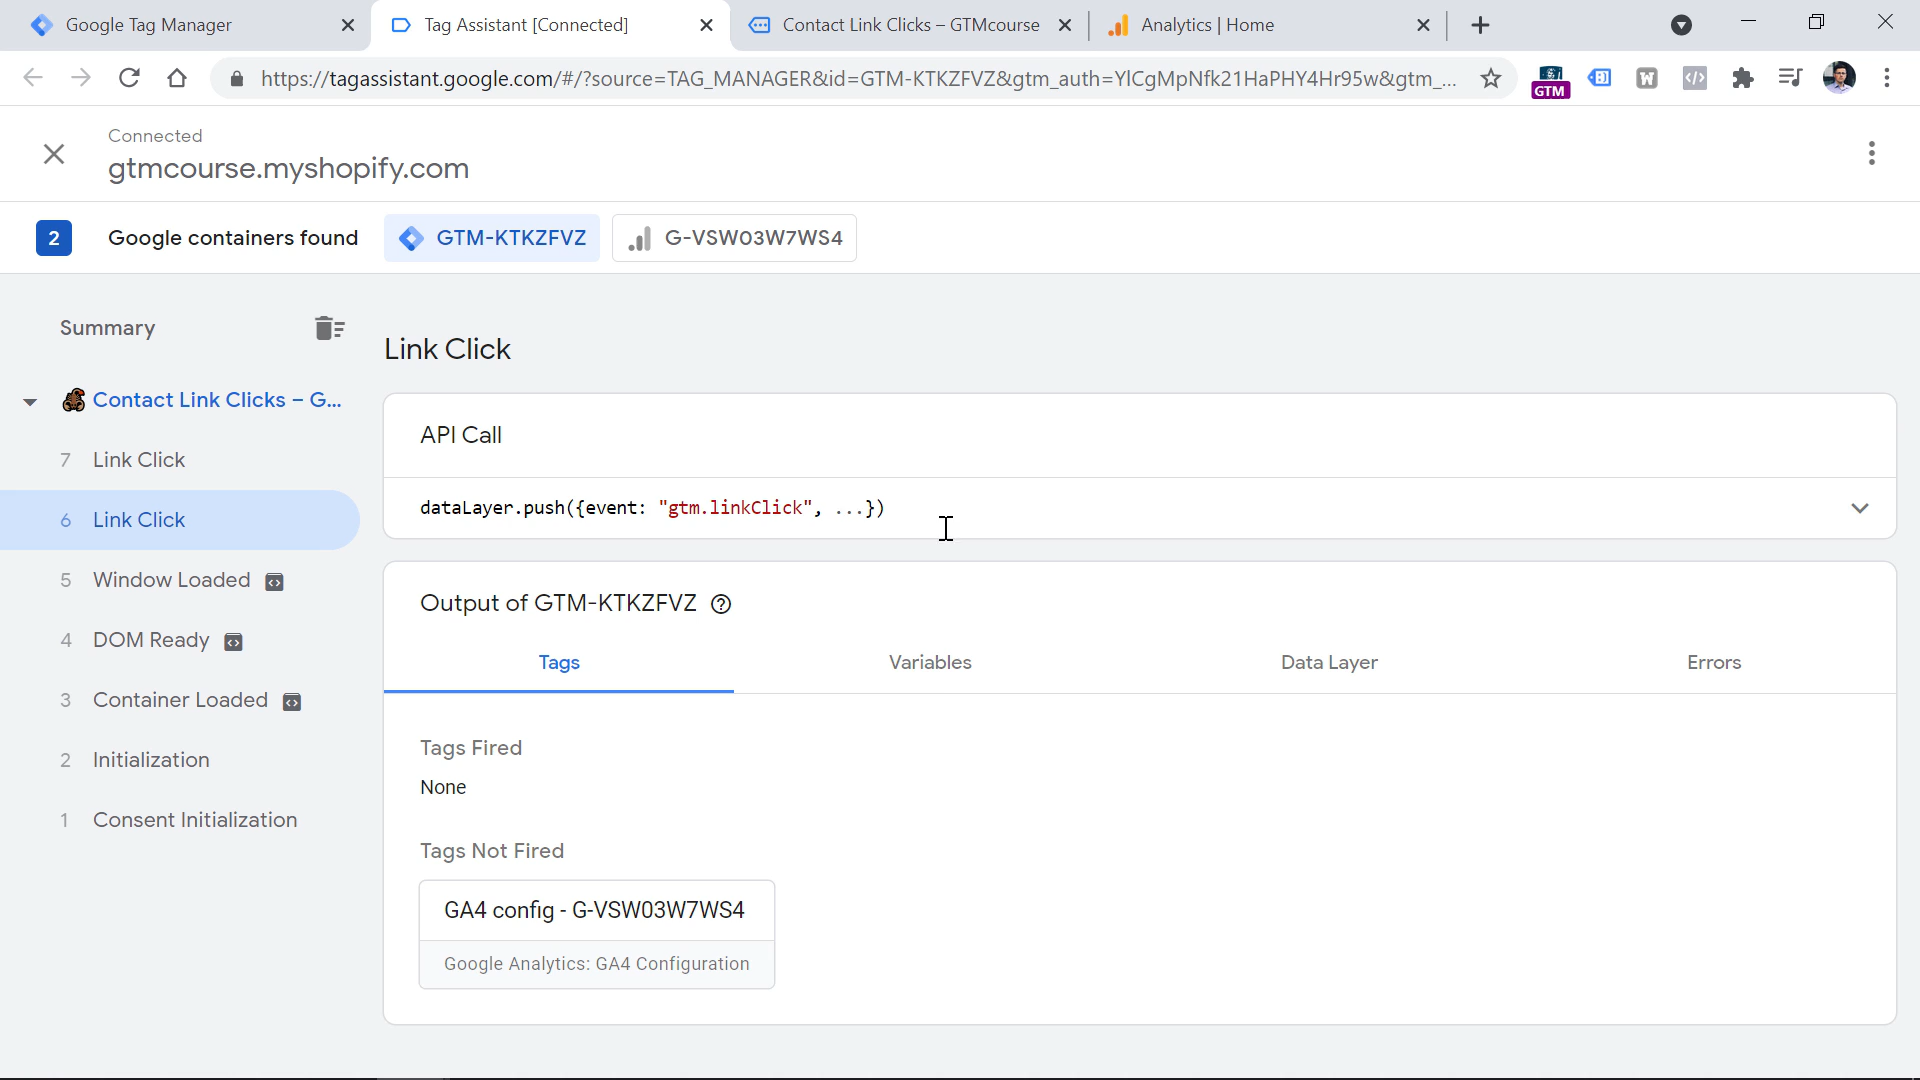 Google Tag Manager
Tag Assistant [Connected]
Contact Link Clicks – GTMcourse
Analytics | Home
https://tagassistant.google.com/#/?source=TAG_MANAGER&id=GTM-KTKZFVZ&gtm_auth=YlCgMpNfk21HaPHY4Hr95w&gtm_...
GTM
W
Connected
gtmcourse.myshopify.com
2
Google containers found
GTM-KTKZFVZ
G-VSW03W7WS4
Summary
Contact Link Clicks – G...
7 Link Click
6 Link Click
5 Window Loaded
4 DOM Ready
3 Container Loaded
2 Initialization
1 Consent Initialization
Link Click
API Call
dataLayer.push({event: "gtm.linkClick", ...})
Output of GTM-KTKZFVZ
Tags
Variables
Data Layer
Errors
Tags Fired
None
Tags Not Fired
GA4 config - G-VSW03W7WS4
Google Analytics: GA4 Configuration